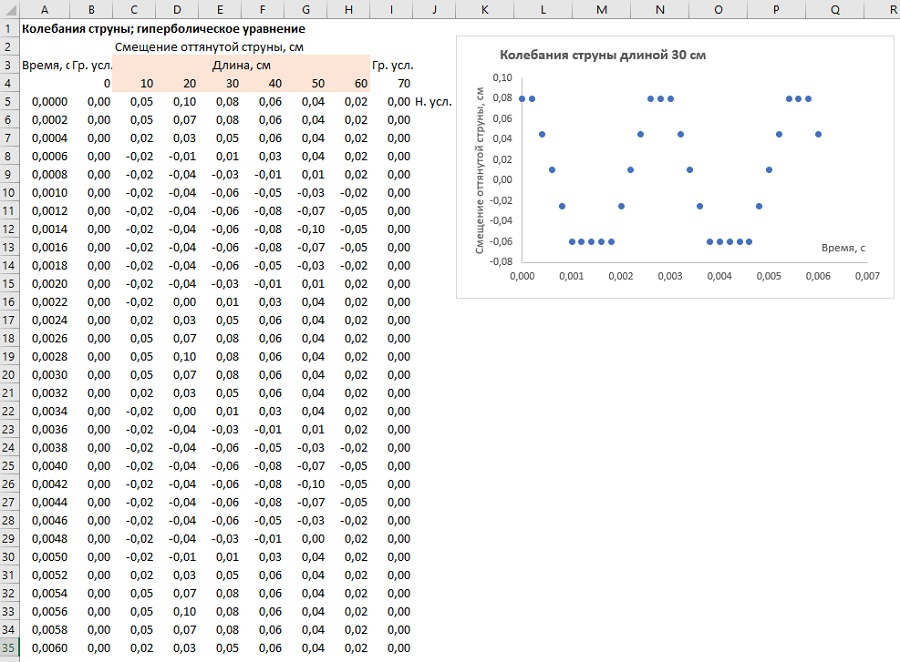 A B C D E F G H I J K L M N O P Q R
1 Колебания струны; гиперболическое уравнение
2 Смещение оттянутой струны, см
3 Время, с Гр. усл. Длина, см Гр. усл.
4 0 10 20 30 40 50 60 70
5 0,0000 0,00 0,05 0,10 0,08 0,06 0,04 0,02 0,00 Н. усл.
6 0,0002 0,00 0,05 0,07 0,08 0,06 0,04 0,02 0,00
7 0,0004 0,00 0,02 0,03 0,05 0,06 0,04 0,02 0,00
8 0,0006 0,00 -0,02 -0,01 0,01 0,03 0,04 0,02 0,00
9 0,0008 0,00 -0,02 -0,04 -0,03 -0,01 0,01 0,02 0,00
10 0,0010 0,00 -0,02 -0,04 -0,06 -0,05 -0,03 -0,02 0,00
11 0,0012 0,00 -0,02 -0,04 -0,06 -0,08 -0,07 -0,05 0,00
12 0,0014 0,00 -0,02 -0,04 -0,06 -0,08 -0,10 -0,05 0,00
13 0,0016 0,00 -0,02 -0,04 -0,06 -0,08 -0,07 -0,05 0,00
14 0,0018 0,00 -0,02 -0,04 -0,06 -0,05 -0,03 -0,02 0,00
15 0,0020 0,00 -0,02 -0,04 -0,03 -0,01 0,01 0,02 0,00
16 0,0022 0,00 -0,02 0,00 0,01 0,03 0,04 0,02 0,00
17 0,0024 0,00 0,02 0,03 0,05 0,06 0,04 0,02 0,00
18 0,0026 0,00 0,05 0,07 0,08 0,06 0,04 0,02 0,00
19 0,0028 0,00 0,05 0,10 0,08 0,06 0,04 0,02 0,00
20 0,0030 0,00 0,05 0,07 0,08 0,06 0,04 0,02 0,00
21 0,0032 0,00 0,02 0,03 0,05 0,06 0,04 0,02 0,00
22 0,0034 0,00 -0,02 0,00 0,01 0,03 0,04 0,02 0,00
23 0,0036 0,00 -0,02 -0,04 -0,03 -0,01 0,01 0,02 0,00
24 0,0038 0,00 -0,02 -0,04 -0,06 -0,05 -0,03 -0,02 0,00
25 0,0040 0,00 -0,02 -0,04 -0,06 -0,08 -0,07 -0,05 0,00
26 0,0042 0,00 -0,02 -0,04 -0,06 -0,08 -0,10 -0,05 0,00
27 0,0044 0,00 -0,02 -0,04 -0,06 -0,08 -0,07 -0,05 0,00
28 0,0046 0,00 -0,02 -0,04 -0,06 -0,05 -0,03 -0,02 0,00
29 0,0048 0,00 -0,02 -0,04 -0,03 -0,01 0,00 0,02 0,00
30 0,0050 0,00 -0,02 -0,01 0,01 0,03 0,04 0,02 0,00
31 0,0052 0,00 0,02 0,03 0,05 0,06 0,04 0,02 0,00
32 0,0054 0,00 0,05 0,07 0,08 0,06 0,04 0,02 0,00
33 0,0056 0,00 0,05 0,10 0,08 0,06 0,04 0,02 0,00
34 0,0058 0,00 0,05 0,07 0,08 0,06 0,04 0,02 0,00
35 0,0060 0,00 0,02 0,03 0,05 0,06 0,04 0,02 0,00
Колебания струны длиной 30 см
Смещение оттянутой струны, см
0,10
0,08
0,06
0,04
0,02
0,00
-0,02
-0,04
-0,06
-0,08
Время, с
0,000 0,001 0,002 0,003 0,004 0,005 0,006 0,007